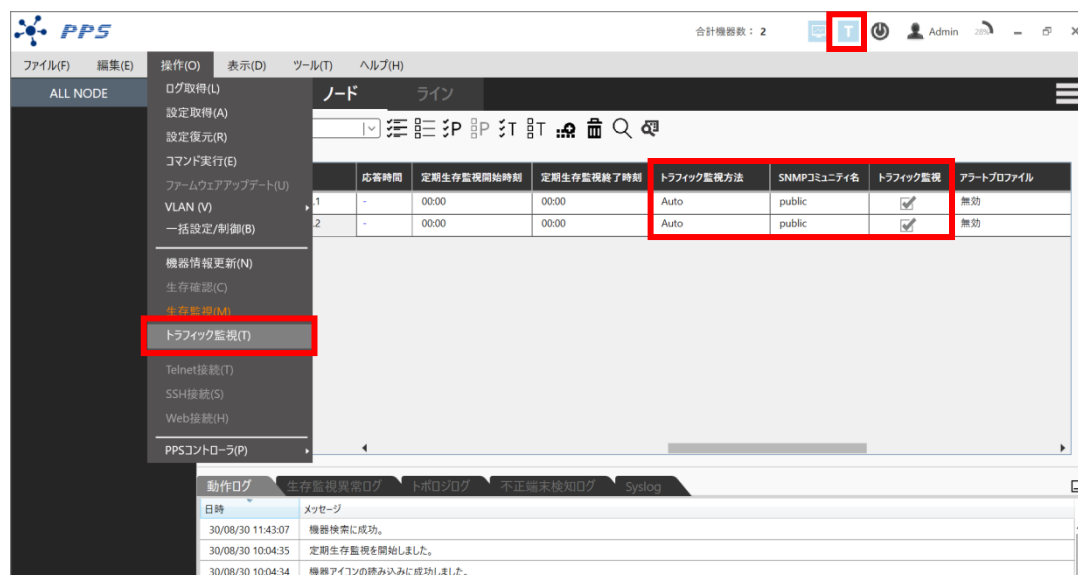 PPS 合計機器数： 2 T Admin 28%
ファイル(F) 編集(E) 操作(O) 表示(D) ツール(T) ヘルプ(H)
ALL NODE
ログ取得(L)
設定取得(A)
設定復元(R)
コマンド実行(E)
ファームウェアアップデート(U)
VLAN (V)
一括設定/制御(B)
機器情報更新(N)
生存確認(C)
生存監視(M)
トラフィック監視(T)
Telnet接続(T)
SSH接続(S)
Web接続(H)
PPSコントローラ(P)
ノード ライン
P P T T
応答時間 定期生存監視開始時刻 定期生存監視終了時刻 トラフィック監視方法 SNMPコミュニティ名 トラフィック監視 アラートプロファイル
.1 - 00:00 00:00 Auto public 無効
.2 - 00:00 00:00 Auto public 無効
動作ログ 生存監視異常ログ トポロジログ 不正端末検知ログ Syslog
日時 メッセージ
30/08/30 11:43:07 機器検索に成功。
30/08/30 10:04:35 定期生存監視を開始しました。
30/08/30 10:04:34 機器アイコンの読み込みに成功しました。